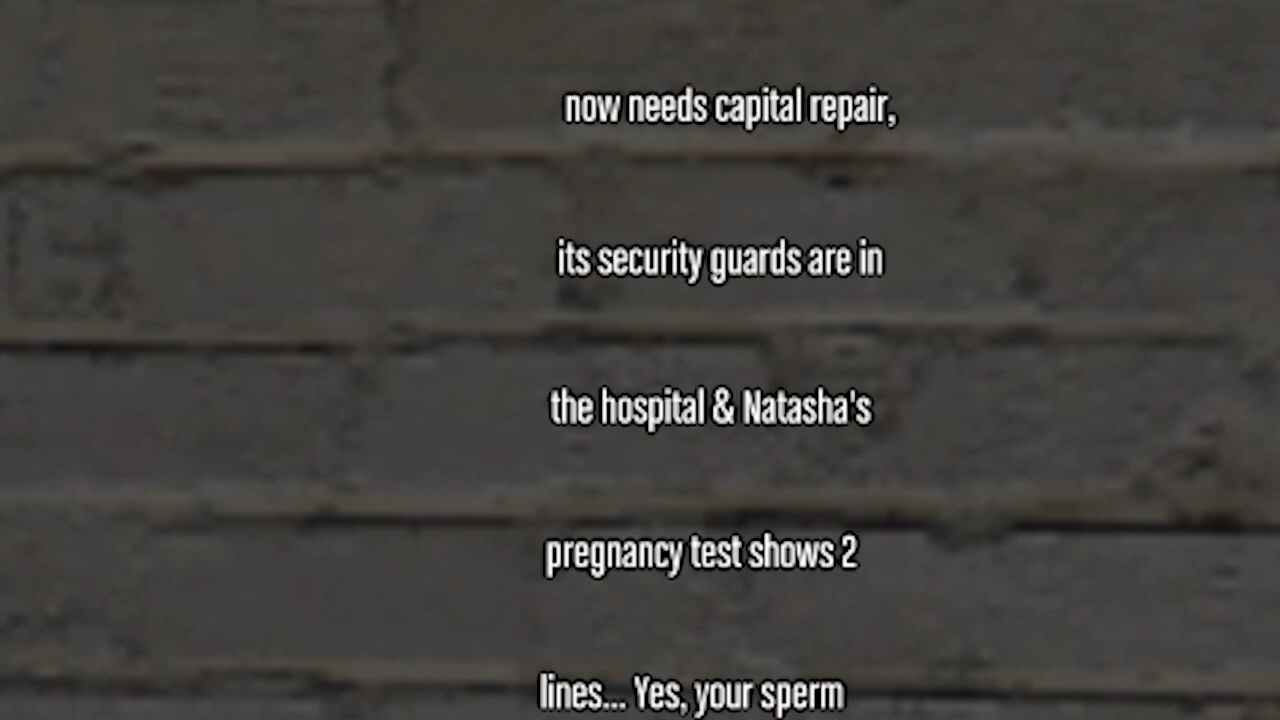 now needs capital repair,
its security guards are in
the hospital & Natasha's
pregnancy test shows 2
lines... Yes, your sperm